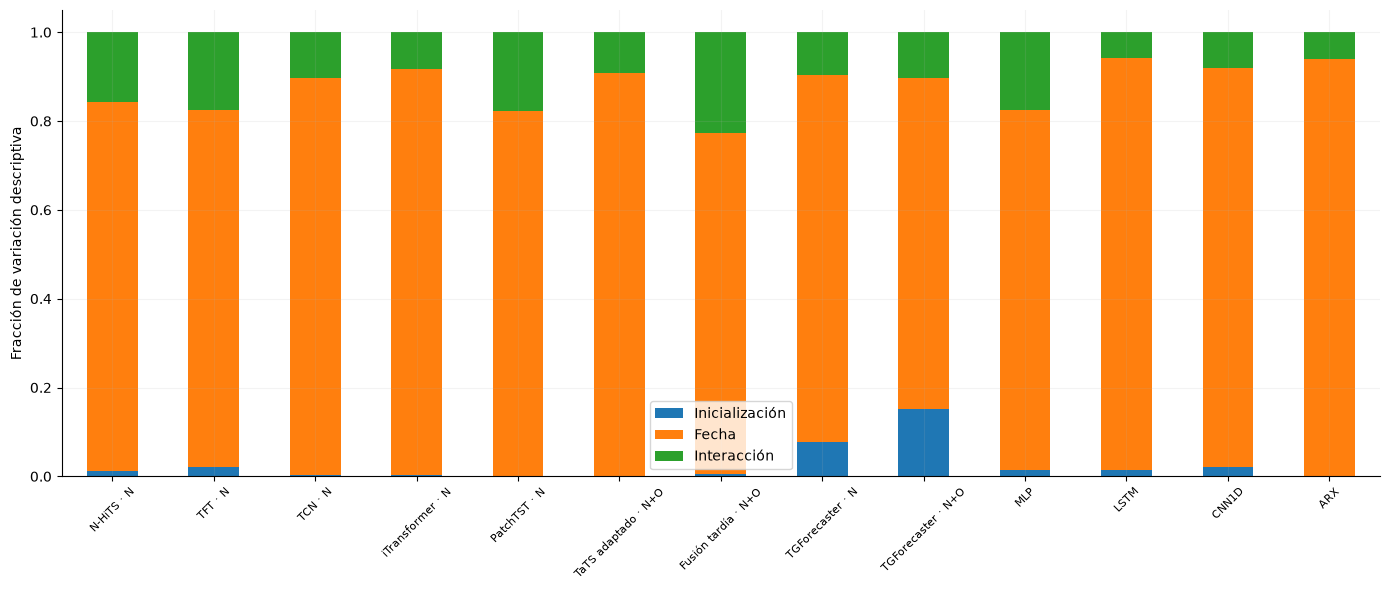 Fracción de variación descriptiva
1.0
0.8
0.6
0.4
0.2
0.0
Inicialización
Fecha
Interacción
N-HiTS · N
TFT · N
TCN · N
iTransformer · N
PatchTST · N
TaTS adaptado · N+O
Fusión tardía · N+O
TGForecaster · N
TGForecaster · N+O
MLP
LSTM
CNN1D
ARX